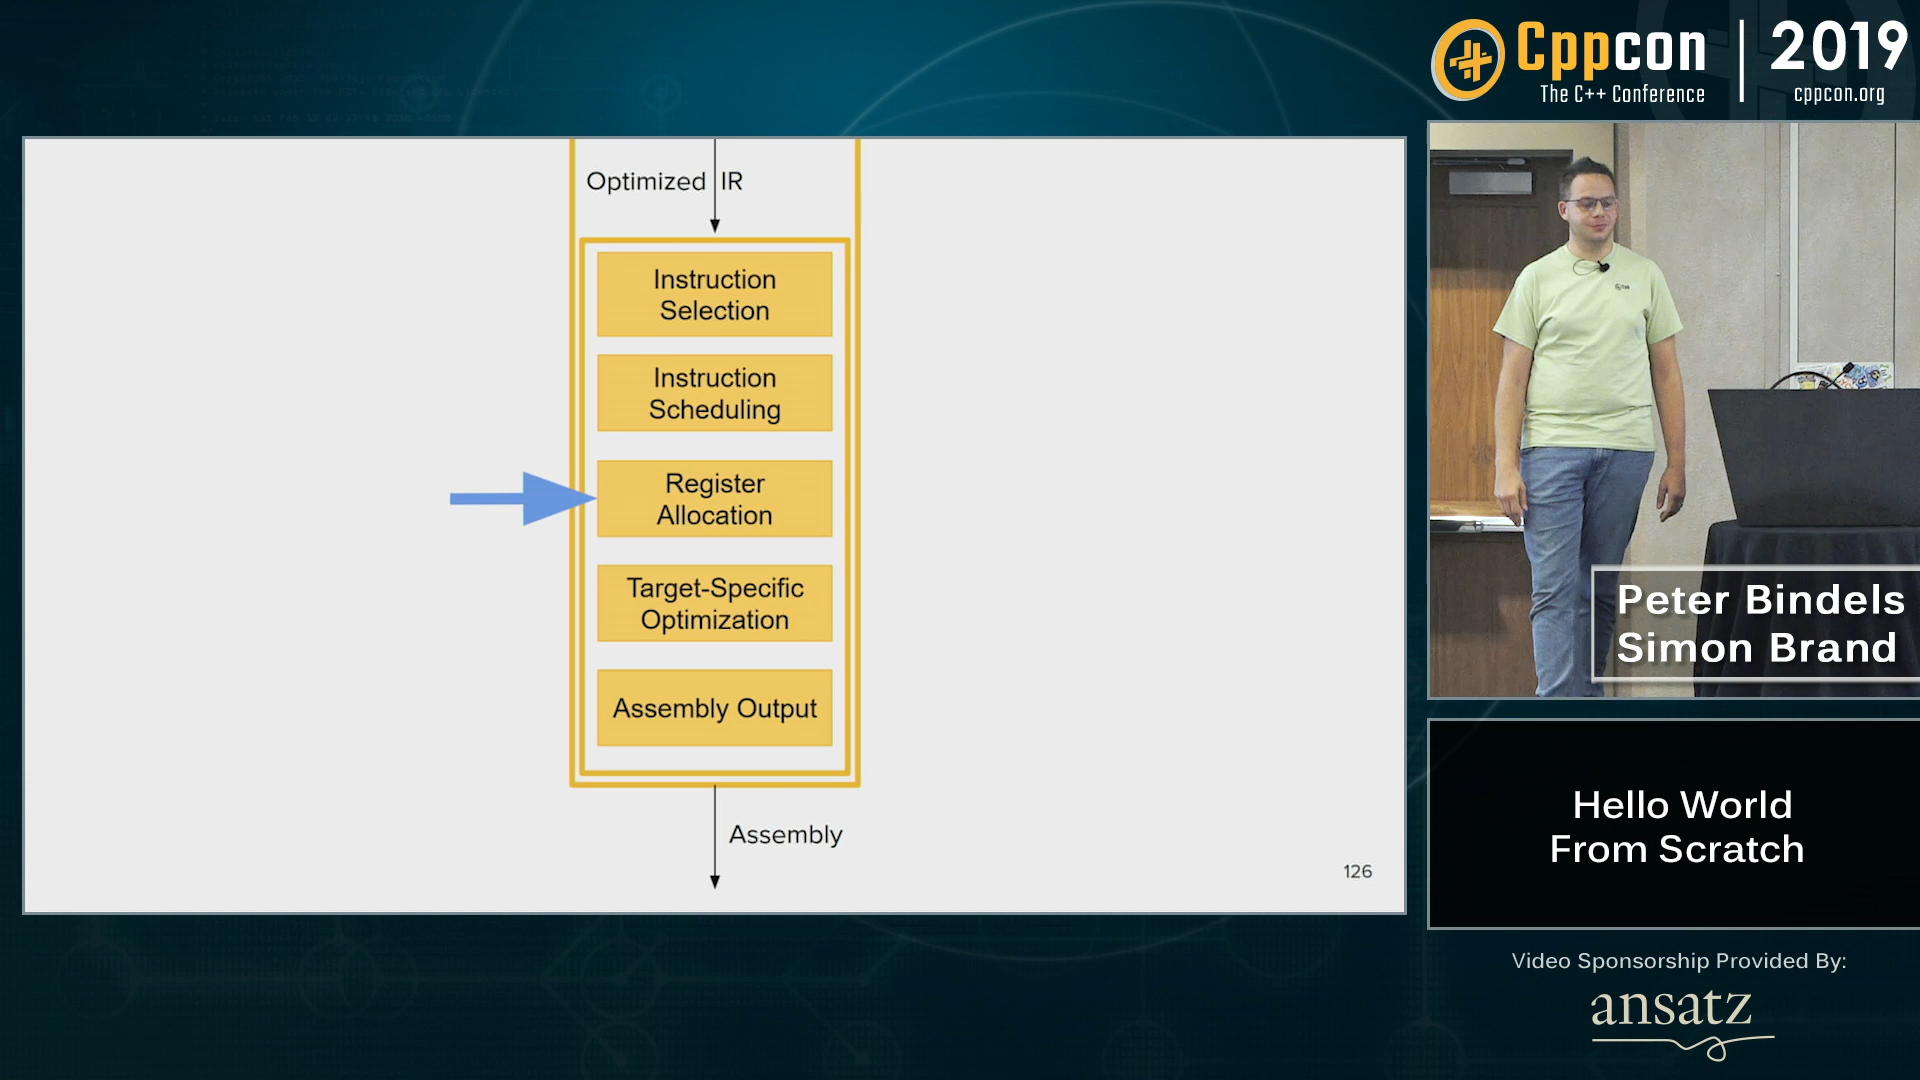 Cppcon
The C++ Conference
2019
cppcon.org
Optimized IR
Instruction
Selection
Instruction
Scheduling
Register
Allocation
Target-Specific
Optimization
Assembly Output
Assembly
126
Peter Bindels
Simon Brand
Hello World
From Scratch
Video Sponsorship Provided By:
ansatz